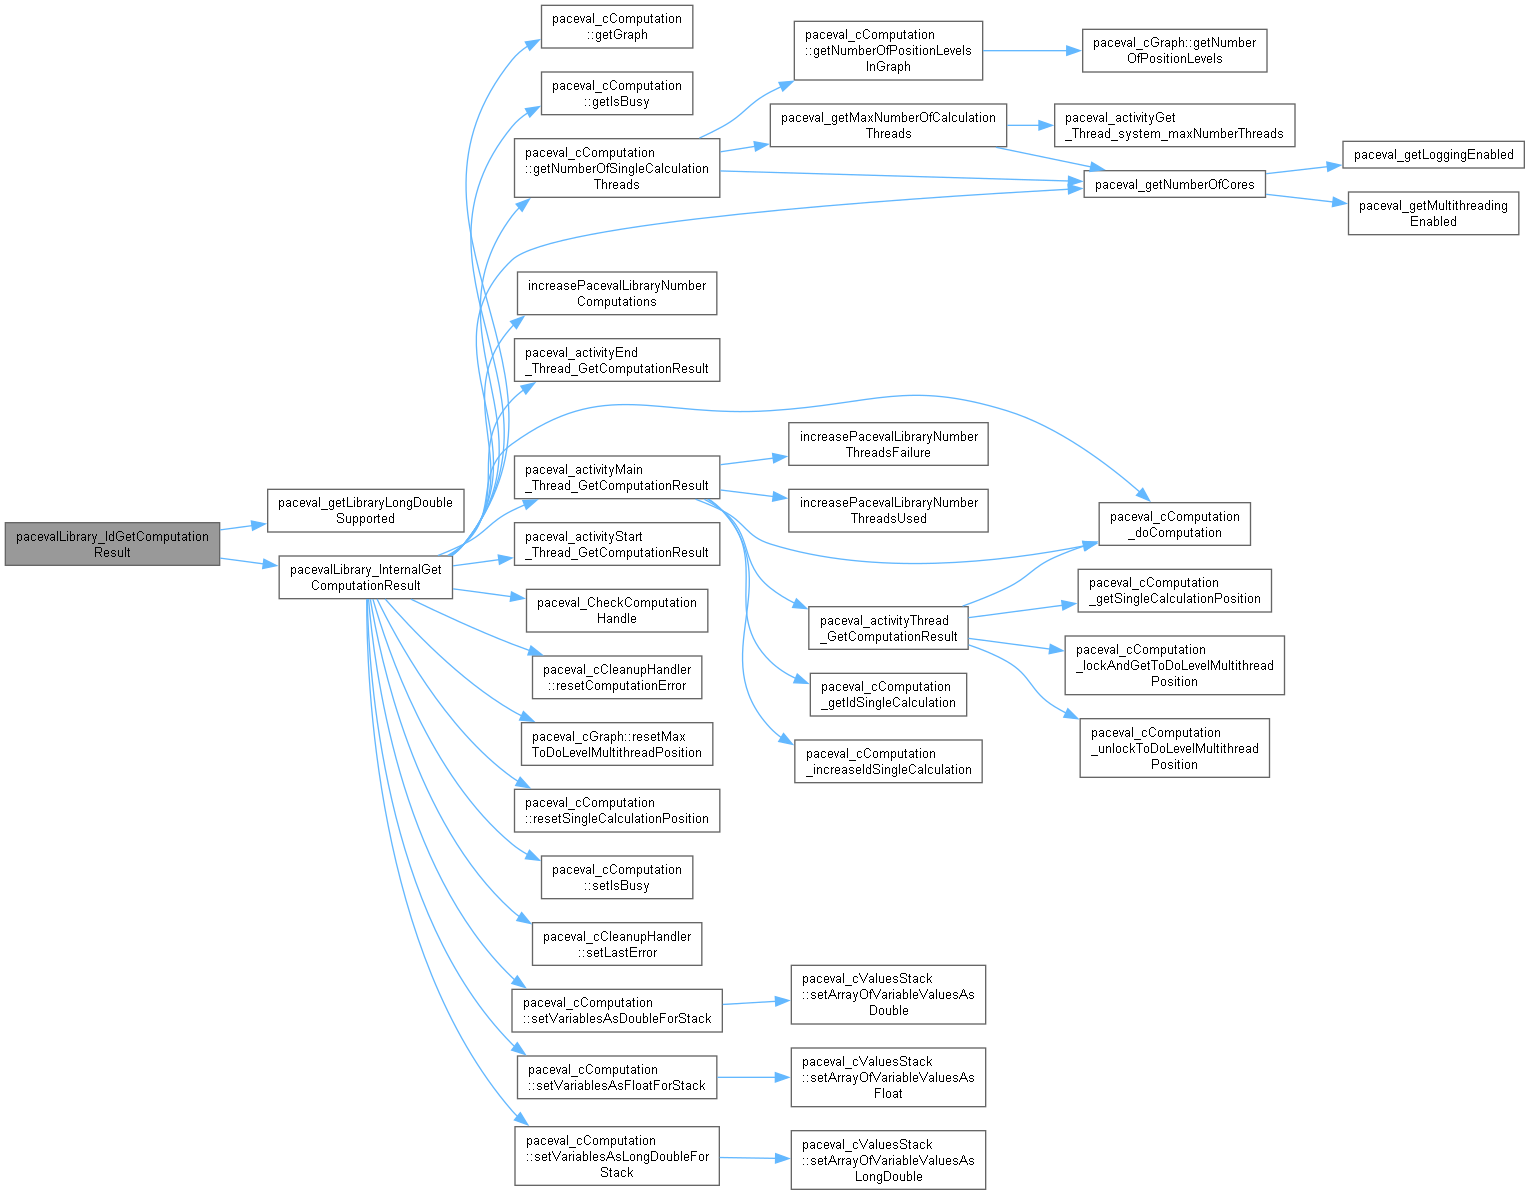 pacevalLibrary_IdGetComputation
Result
paceval_getLibraryLongDouble
Supported
pacevalLibrary_InternalGet
ComputationResult
paceval_cComputation
::getGraph
paceval_cComputation
::getIsBusy
paceval_cComputation
::getNumberOfSingleCalculation
Threads
increasePacevalLibraryNumber
Computations
paceval_activityEnd
_Thread_GetComputationResult
paceval_activityMain
_Thread_GetComputationResult
paceval_activityStart
_Thread_GetComputationResult
paceval_CheckComputation
Handle
paceval_cCleanupHandler
::resetComputationError
paceval_cGraph::resetMax
ToDoLevelMultithreadPosition
paceval_cComputation
::resetSingleCalculationPosition
paceval_cComputation
::setIsBusy
paceval_cCleanupHandler
::setLastError
paceval_cComputation
::setVariablesAsDoubleForStack
paceval_cComputation
::setVariablesAsFloatForStack
paceval_cComputation
::setVariablesAsLongDoubleFor
Stack
paceval_cComputation
::getNumberOfPositionLevels
InGraph
paceval_getMaxNumberOfCalculation
Threads
increasePacevalLibraryNumber
ThreadsFailure
increasePacevalLibraryNumber
ThreadsUsed
paceval_activityThread
_GetComputationResult
paceval_cComputation
_getIdSingleCalculation
paceval_cComputation
_increaseIdSingleCalculation
paceval_cValuesStack
::setArrayOfVariableValuesAs
Double
paceval_cValuesStack
::setArrayOfVariableValuesAs
Float
paceval_cValuesStack
::setArrayOfVariableValuesAs
LongDouble
paceval_cGraph::getNumber
OfPositionLevels
paceval_activityGet
_Thread_system_maxNumberThreads
paceval_getNumberOfCores
paceval_cComputation
_doComputation
paceval_cComputation
_getSingleCalculationPosition
paceval_cComputation
_lockAndGetToDoLevelMultithread
Position
paceval_cComputation
_unlockToDoLevelMultithread
Position
paceval_getLoggingEnabled
paceval_getMultithreading
Enabled